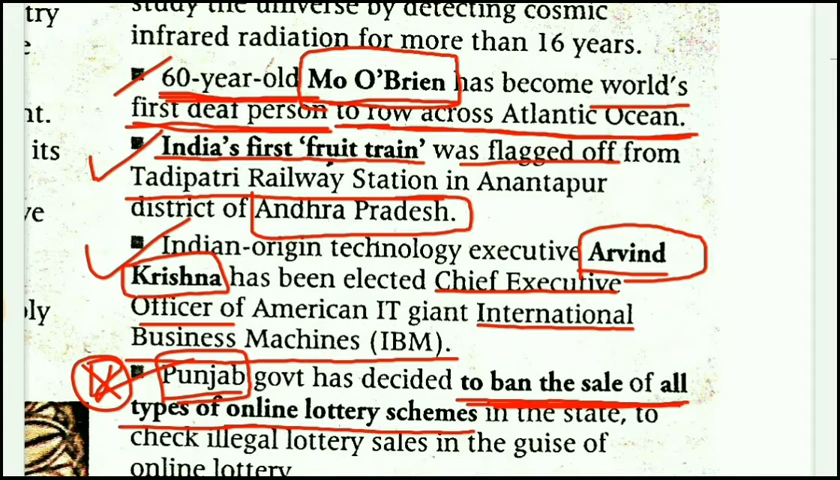 study the universe by detecting cosmic
infrared radiation for more than 16 years.
▪ 60-year-old Mo O'Brien has become world's
first deaf person to row across Atlantic Ocean.
▪ India's first 'fruit train' was flagged off from
Tadipatri Railway Station in Anantapur
district of Andhra Pradesh.
▪ Indian-origin technology executive Arvind
Krishna has been elected Chief Executive
Officer of American IT giant International
Business Machines (IBM).
▪ Punjab govt has decided to ban the sale of all
types of online lottery schemes in the state, to
check illegal lottery sales in the guise of
online lottery
try
nt.
its